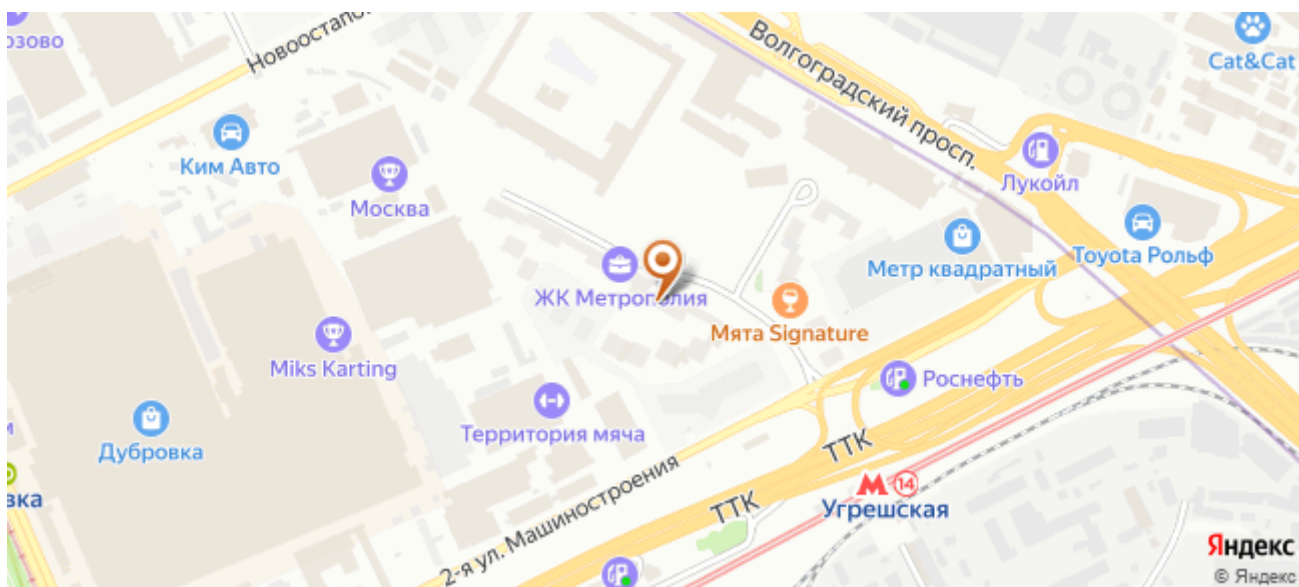 озово
Новоостапо
Волгоградский просп.
Cat&Cat
Ким Авто
Лукойл
Москва
Toyota Рольф
Метр квадратный
ЖК Метрополия
Мята Signature
Miks Karting
Роснефть
Территория мяча
Дубровка
м
вка
ТТК
14
Угрешская
ТТК
2-я ул. Машиностроения
Яндекс
© Яндекс